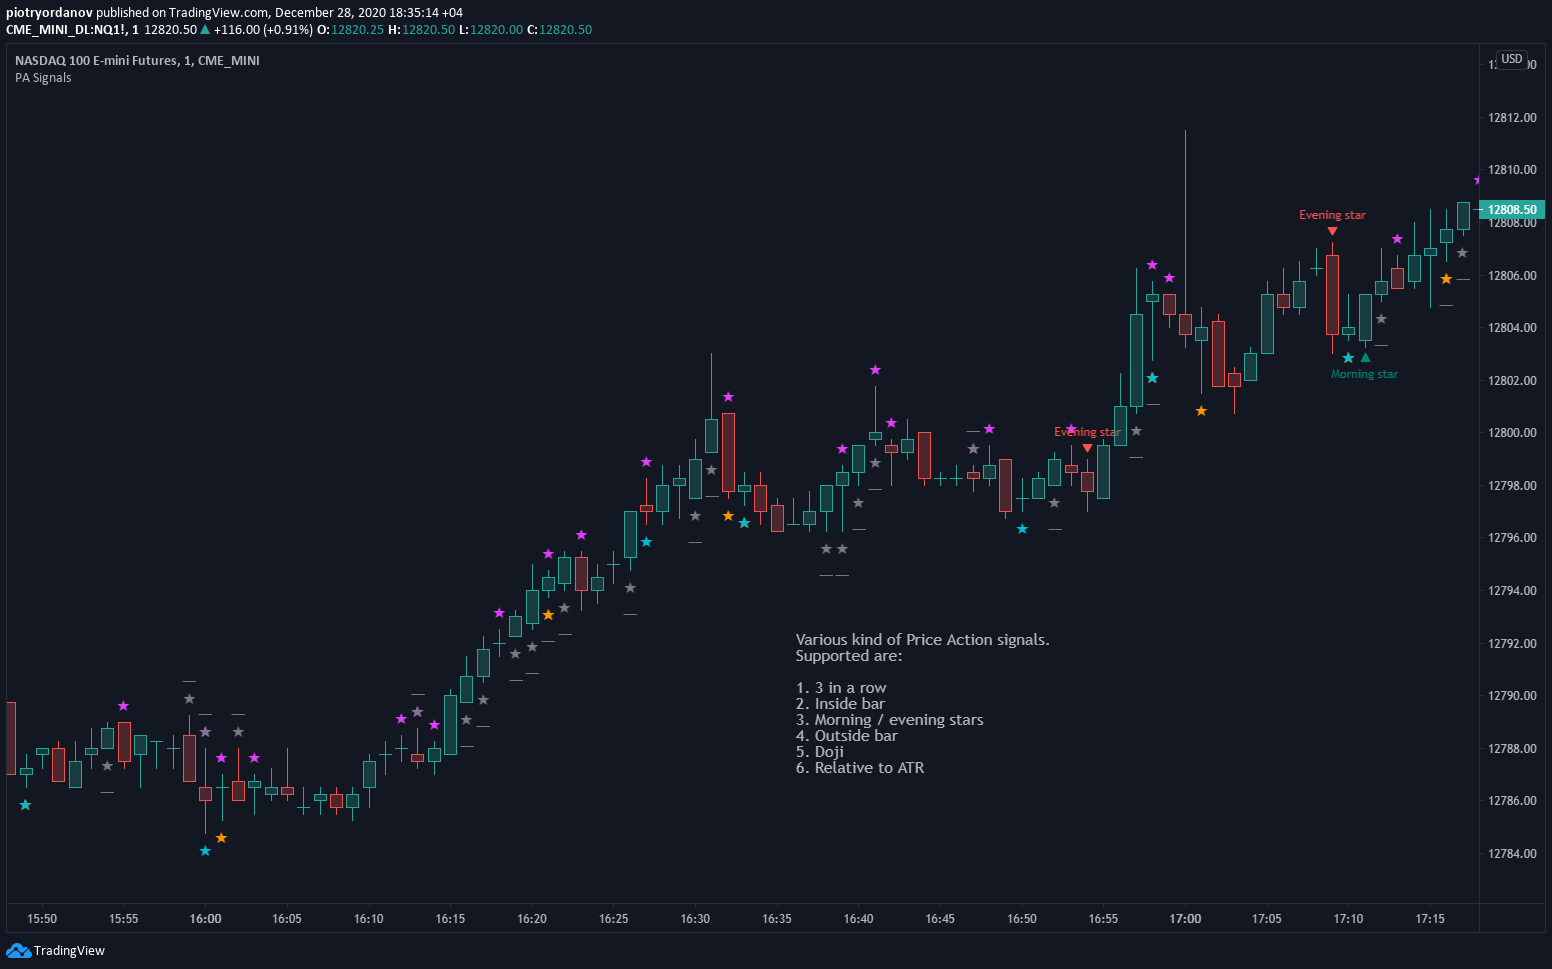 piotryordanov published on TradingView.com, December 28, 2020 18:35:14 +04
CME_MINI_DL:NQ1!, 1 12820.50 ▲ +116.00 (+0.91%) O:12820.25 H:12820.50 L:12820.00 C:12820.50
NASDAQ 100 E-mini Futures, 1, CME_MINI
PA Signals
USD
12812.00
12810.00
12808.50
12808.00
12806.00
12804.00
12802.00
12800.00
12798.00
12796.00
12794.00
12792.00
12790.00
12788.00
12786.00
12784.00
Evening star
Morning star
Evening star
Various kind of Price Action signals.
Supported are:
1. 3 in a row
2. Inside bar
3. Morning / evening stars
4. Outside bar
5. Doji
6. Relative to ATR
15:50 15:55 16:00 16:05 16:10 16:15 16:20 16:25 16:30 16:35 16:40 16:45 16:50 16:55 17:00 17:05 17:10 17:15
TradingView